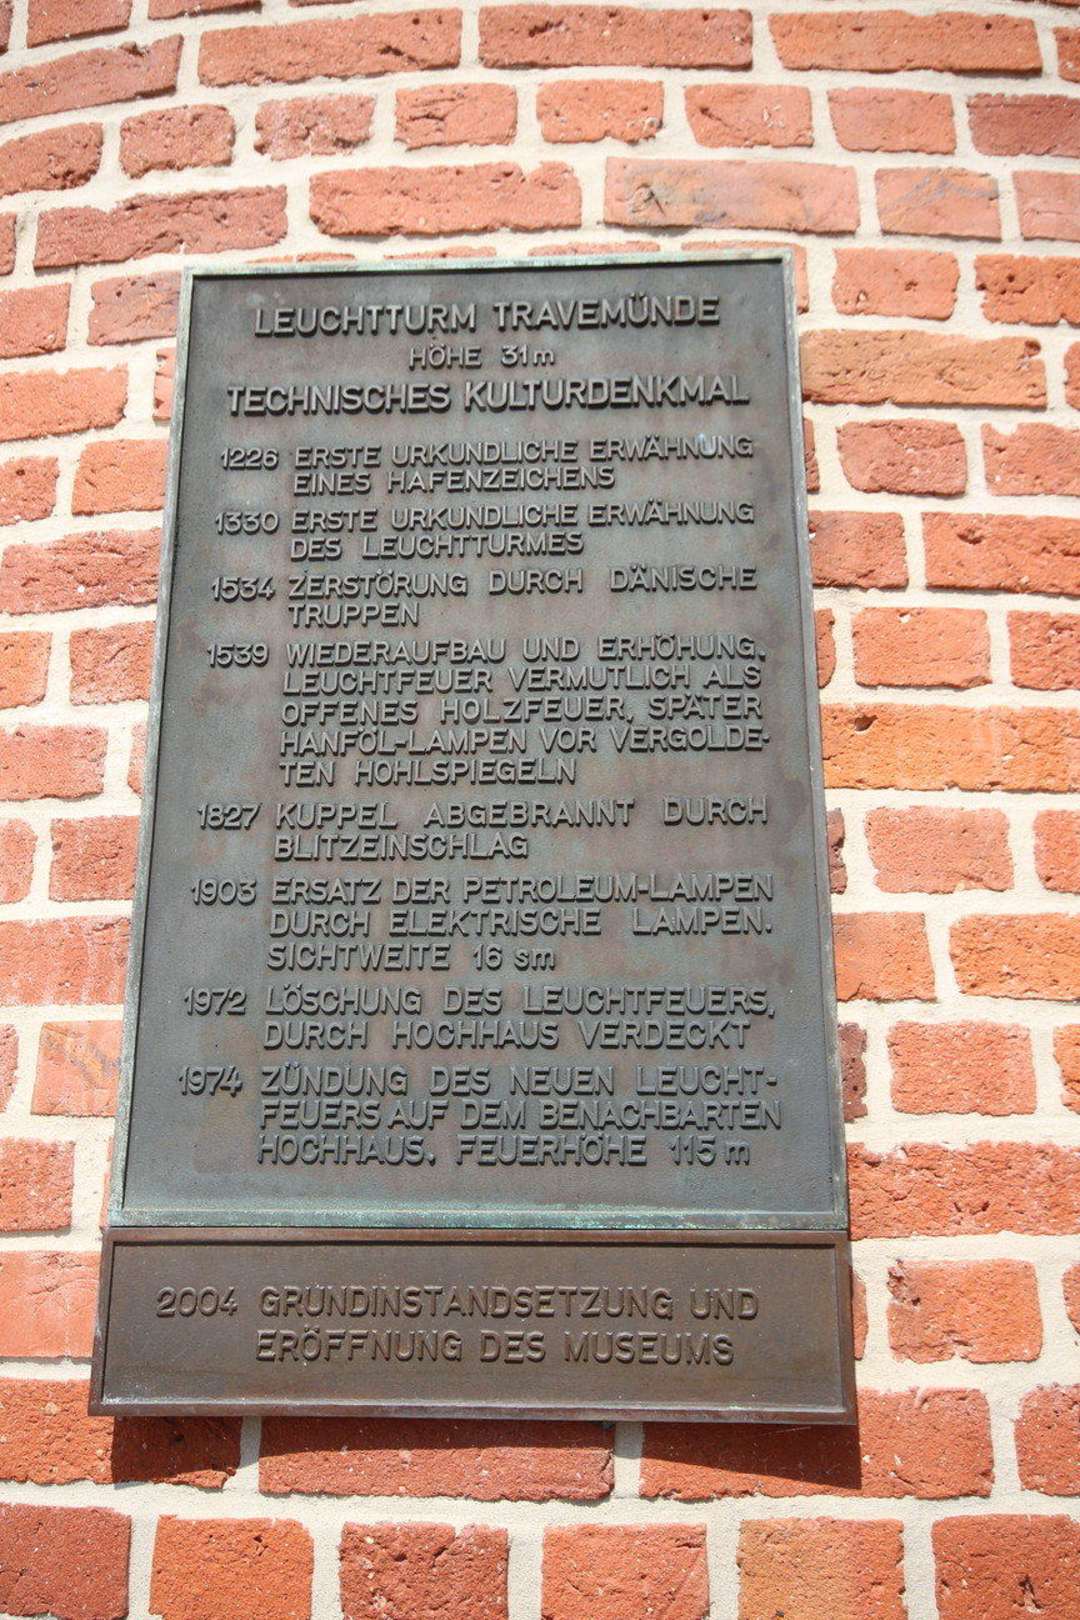 LEUCHTTURM TRAVEMÜNDE
HÖHE 31m
TECHNISCHES KULTURDENKMAL
1226 ERSTE URKUNDLICHE ERWÄHNUNG
EINES HAFENZEICHENS
1330 ERSTE URKUNDLICHE ERWÄHNUNG
DES LEUCHTTURMES
1534 ZERSTÖRUNG DURCH DÄNISCHE
TRUPPEN
1539 WIEDERAUFBAU UND ERHÖHUNG.
LEUCHTFEUER VERMUTLICH ALS
OFFENES HOLZFEUER, SPÄTER
HANFÖL-LAMPEN VOR VERGOLDE-
TEN HOHLSPIEGELN
1827 KUPPEL ABGEBRANNT DURCH
BLITZEINSCHLAG
1903 ERSATZ DER PETROLEUM-LAMPEN
DURCH ELEKTRISCHE LAMPEN.
SICHTWEITE 16 sm
1972 LÖSCHUNG DES LEUCHTFEUERS,
DURCH HOCHHAUS VERDECKT
1974 ZÜNDUNG DES NEUEN LEUCHT-
FEUERS AUF DEM BENACHBARTEN
HOCHHAUS. FEUERHÖHE 115 m
2004 GRUNDINSTANDSETZUNG UND
ERÖFFNUNG DES MUSEUMS